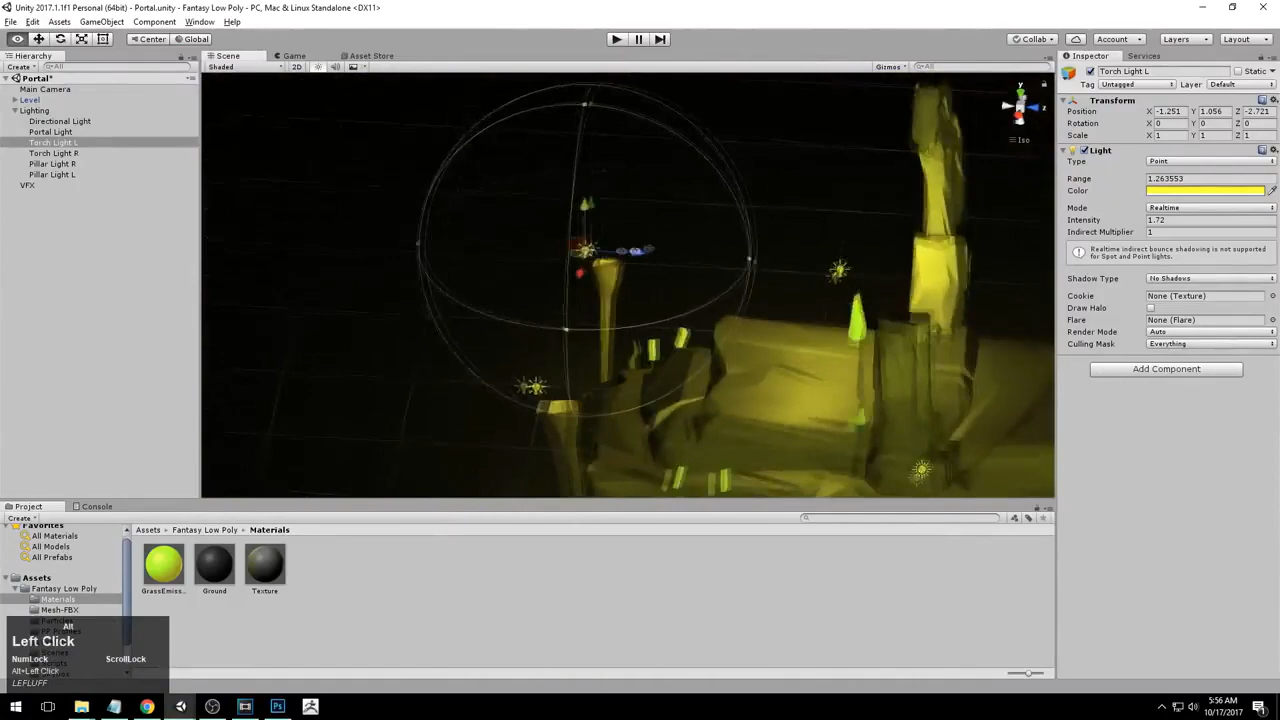 Unity 2017.1.1f1 Personal (64bit) - Portal.unity - Fantasy Low Poly - PC, Mac & Linux Standalone <DX11>
File Edit Assets GameObject Component Window Help
Center Global Collab Account Layers Layout
Hierarchy
Create All
Portal*
Main Camera
Level
Lighting
Directional Light
Portal Light
Torch Light L
Torch Light R
Pillar Light R
Pillar Light L
VFX
Scene Game Asset Store
Shaded 2D Gizmos All
y
z
Iso
Inspector Services
Torch Light L Static
Tag Untagged Layer Default
Transform
Position X -1.251 Y 1.056 Z -2.721
Rotation X 0 Y 0 Z 0
Scale X 1 Y 1 Z 1
Light
Type Point
Range 1.263553
Color
Mode Realtime
Intensity 1.72
Indirect Multiplier 1
Realtime indirect bounce shadowing is not supported for Spot and Point lights.
Shadow Type No Shadows
Cookie None (Texture)
Draw Halo
Flare None (Flare)
Render Mode Auto
Culling Mask Everything
Add Component
Project Console
Create
Favorites
All Materials
All Models
All Prefabs
Assets
Fantasy Low Poly
Materials
Mesh-FBX
Assets Fantasy Low Poly Materials
GrassEmiss... Ground Texture
Alt
Left Click
NumLock ScrollLock
Alt+Left Click
LEFLUFF
5:56 AM
10/17/2017